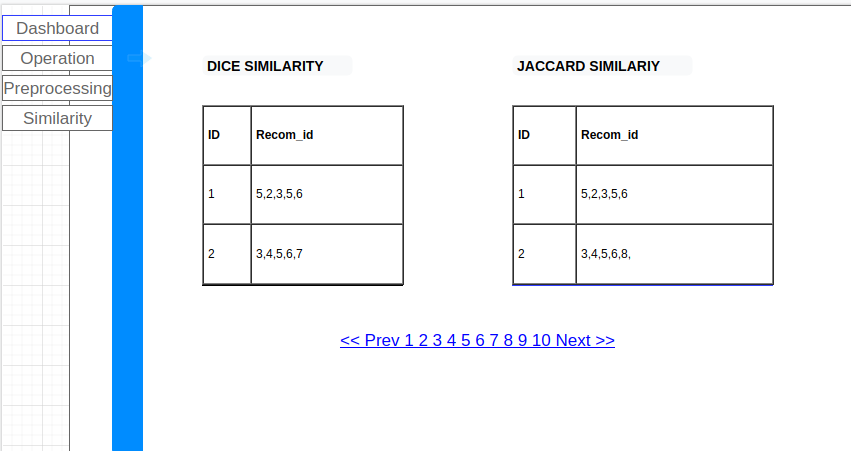 Dashboard
Operation
Preprocessing
Similarity
DICE SIMILARITY
ID Recom_id
1 5,2,3,5,6
2 3,4,5,6,7
JACCARD SIMILARIY
ID Recom_id
1 5,2,3,5,6
2 3,4,5,6,8,
<< Prev 1 2 3 4 5 6 7 8 9 10 Next >>